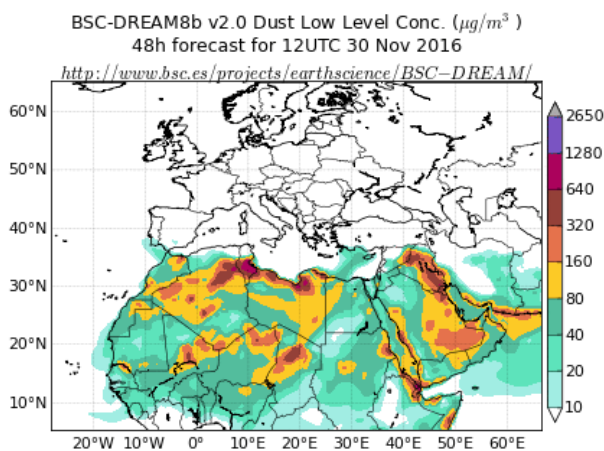 BSC-DREAM8b v2.0 Dust Low Level Conc. (μg/m³ )
48h forecast for 12UTC 30 Nov 2016
http://www.bsc.es/projects/earthscience/BSC−DREAM/
60°N
50°N
40°N
30°N
20°N
10°N
20°W 10°W 0° 10°E 20°E 30°E 40°E 50°E 60°E
2650
1280
640
320
160
80
40
20
10